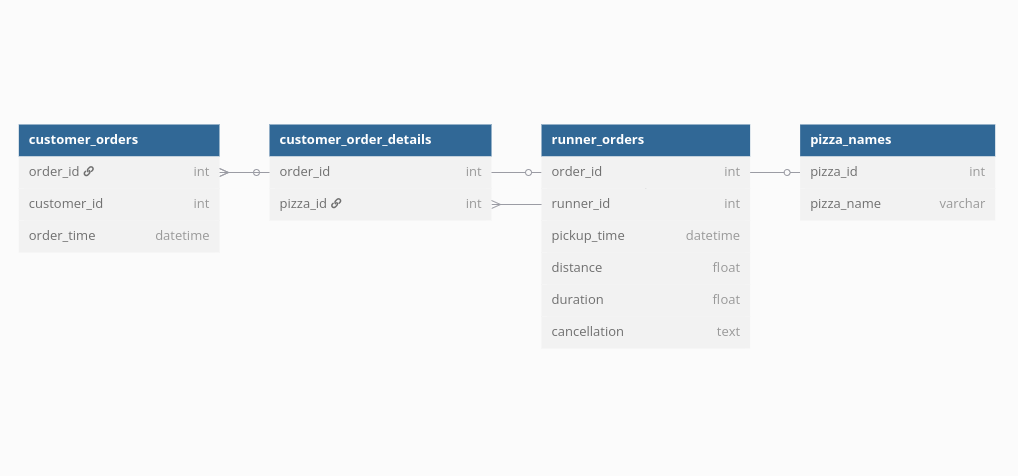 customer_orders
order_id int
customer_id int
order_time datetime
customer_order_details
order_id int
pizza_id int
runner_orders
order_id int
runner_id int
pickup_time datetime
distance float
duration float
cancellation text
pizza_names
pizza_id int
pizza_name varchar